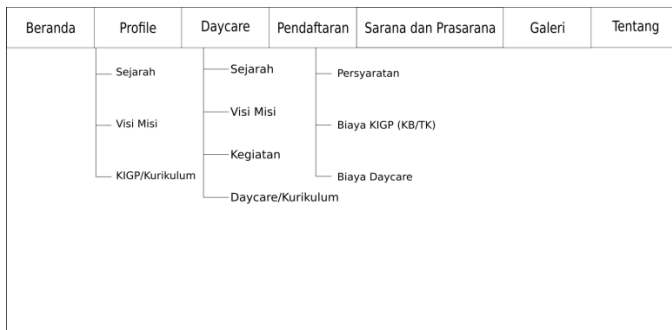 Beranda
Profile
Daycare
Pendaftaran
Sarana dan Prasarana
Galeri
Tentang
Sejarah
Visi Misi
KIGP/Kurikulum
Sejarah
Visi Misi
Kegiatan
Daycare/Kurikulum
Persyaratan
Biaya KIGP (KB/TK)
Biaya Daycare